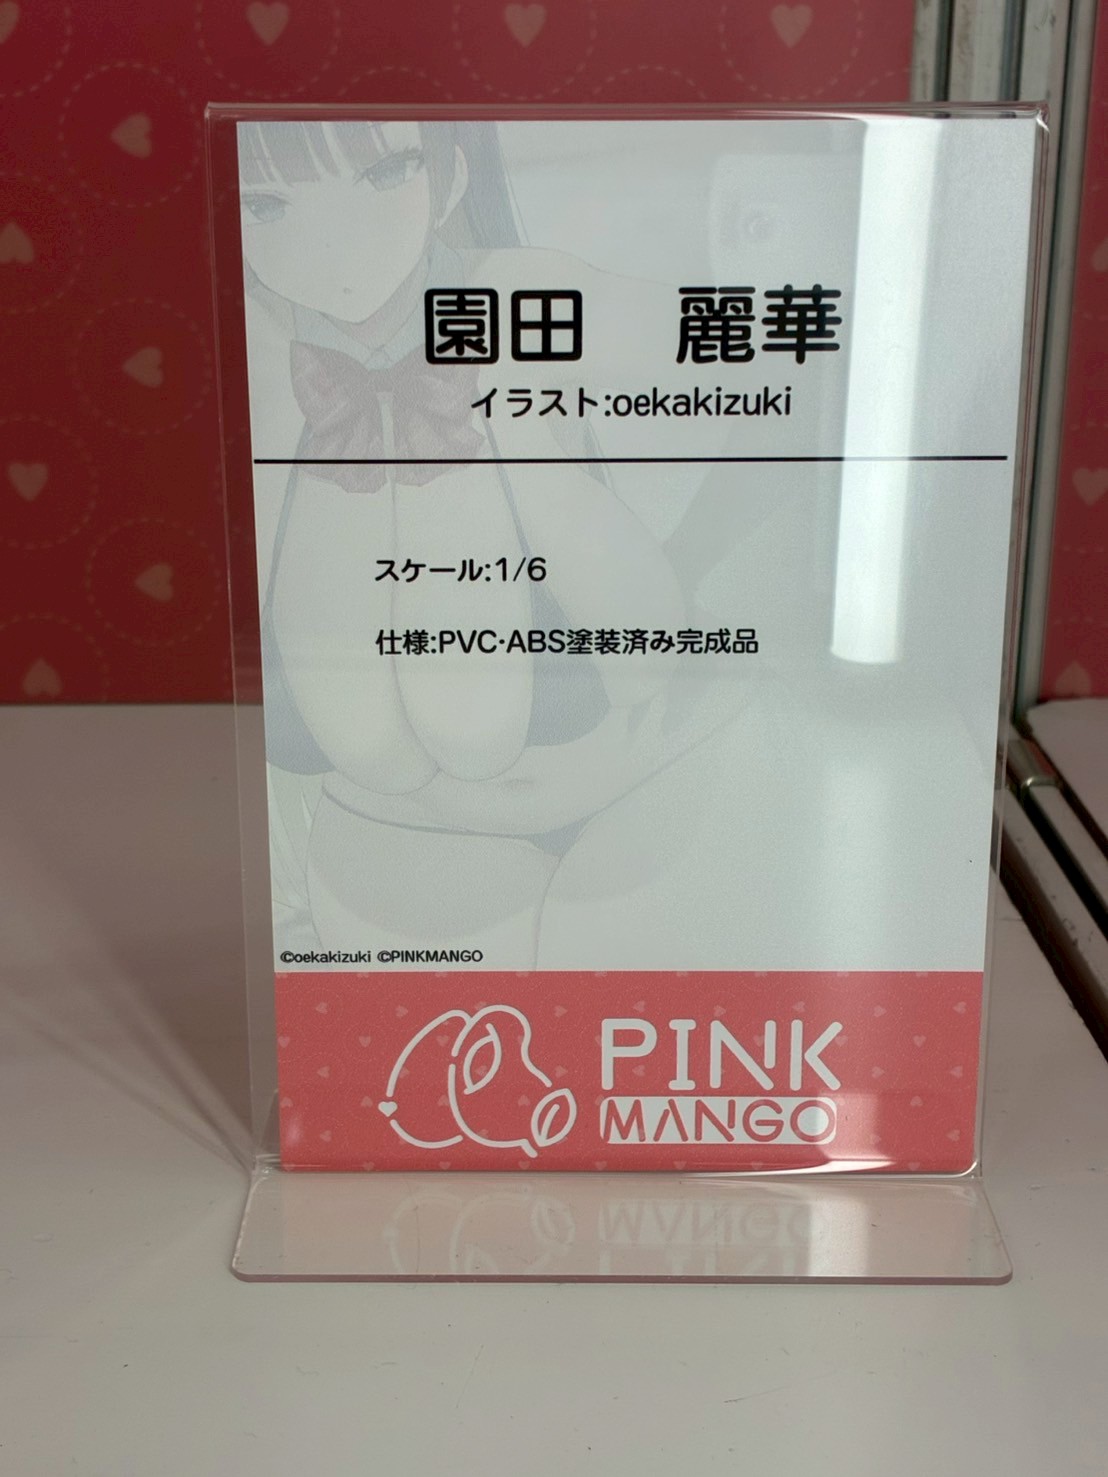 園田　麗華
イラスト:oekakizuki
スケール:1/6
仕様:PVC･ABS塗装済み完成品
©oekakizuki ©PINKMANGO
PINK
MANGO